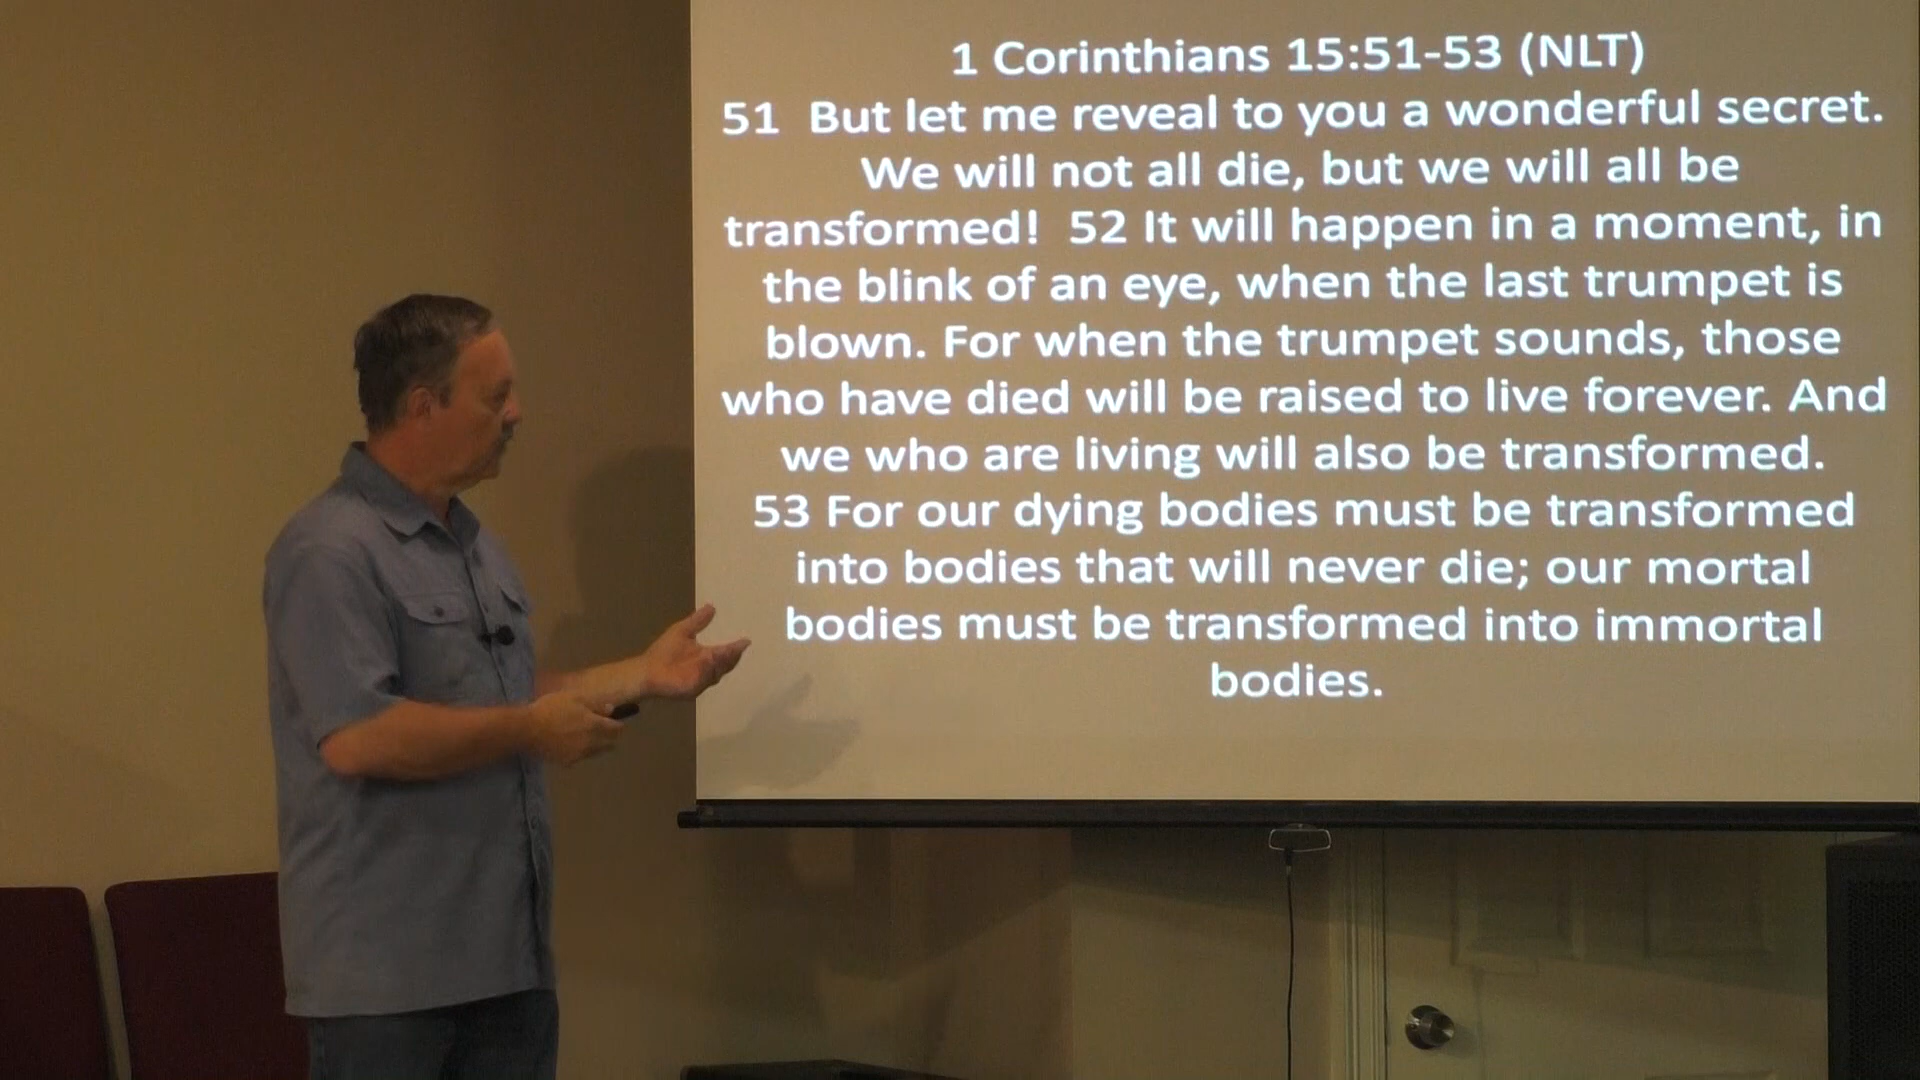 1 Corinthians 15:51-53 (NLT)
51  But let me reveal to you a wonderful secret.
We will not all die, but we will all be
transformed!  52 It will happen in a moment, in
the blink of an eye, when the last trumpet is
blown. For when the trumpet sounds, those
who have died will be raised to live forever. And
we who are living will also be transformed.
53 For our dying bodies must be transformed
into bodies that will never die; our mortal
bodies must be transformed into immortal
bodies.